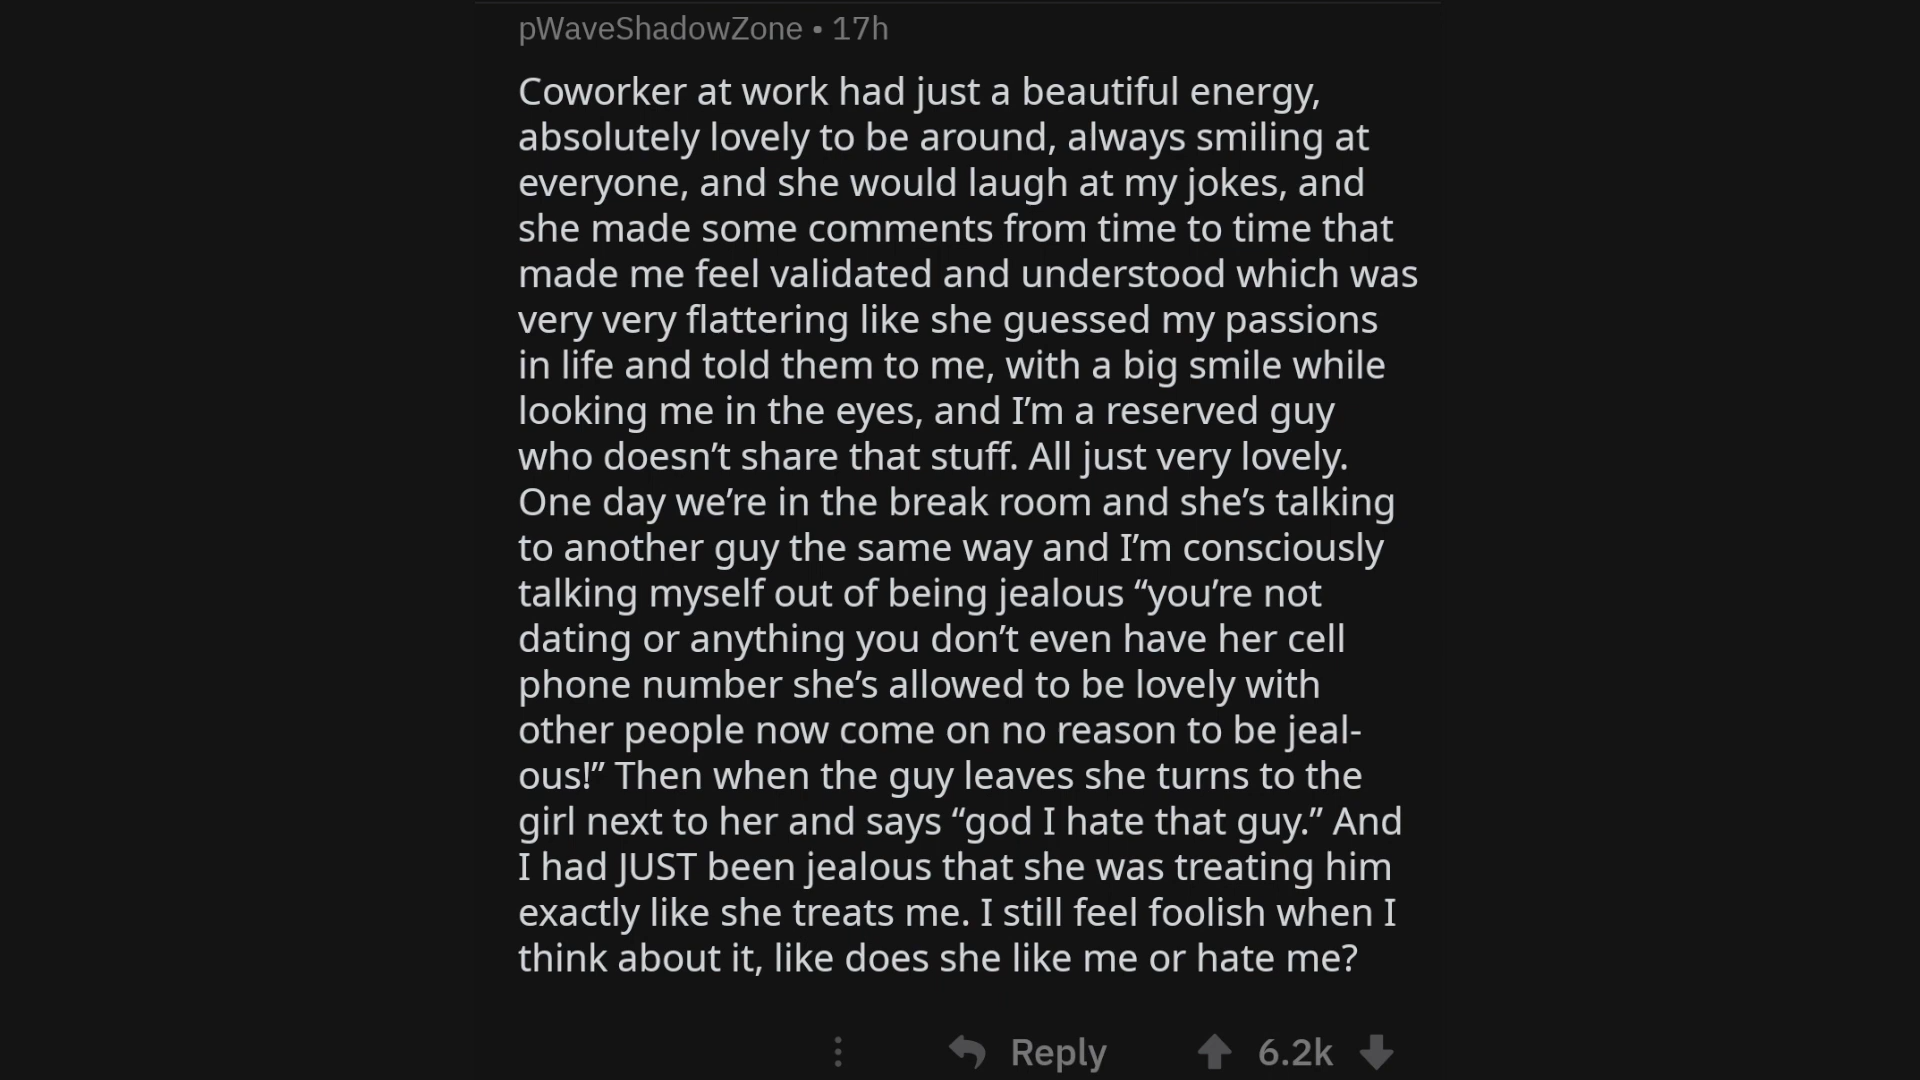 pWaveShadowZone • 17h
Coworker at work had just a beautiful energy,
absolutely lovely to be around, always smiling at
everyone, and she would laugh at my jokes, and
she made some comments from time to time that
made me feel validated and understood which was
very very flattering like she guessed my passions
in life and told them to me, with a big smile while
looking me in the eyes, and I’m a reserved guy
who doesn’t share that stuff. All just very lovely.
One day we’re in the break room and she’s talking
to another guy the same way and I’m consciously
talking myself out of being jealous “you’re not
dating or anything you don’t even have her cell
phone number she’s allowed to be lovely with
other people now come on no reason to be jeal-
ous!” Then when the guy leaves she turns to the
girl next to her and says “god I hate that guy.” And
I had JUST been jealous that she was treating him
exactly like she treats me. I still feel foolish when I
think about it, like does she like me or hate me?
Reply 6.2k